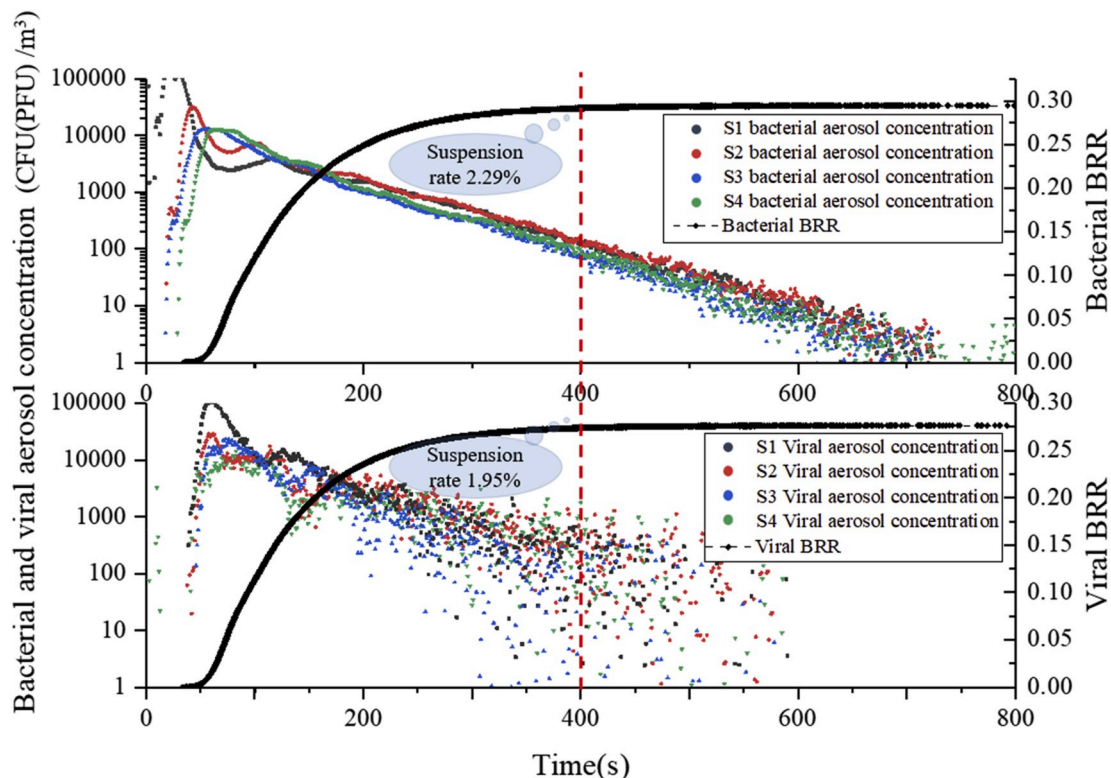 Bacterial and viral aerosol concentration (CFU(PFU) /m³)
100000
10000
1000
100
10
1
0
200
400
600
800
0.30
0.25
0.20
0.15
0.10
0.05
0.00
Bacterial BRR
Suspension
rate 2.29%
S1 bacterial aerosol concentration
S2 bacterial aerosol concentration
S3 bacterial aerosol concentration
S4 bacterial aerosol concentration
Bacterial BRR
100000
10000
1000
100
10
1
0
200
400
600
800
0.30
0.25
0.20
0.15
0.10
0.05
0.00
Viral BRR
Suspension
rate 1.95%
S1 Viral aerosol concentration
S2 Viral aerosol concentration
S3 Viral aerosol concentration
S4 Viral aerosol concentration
Viral BRR
Time(s)